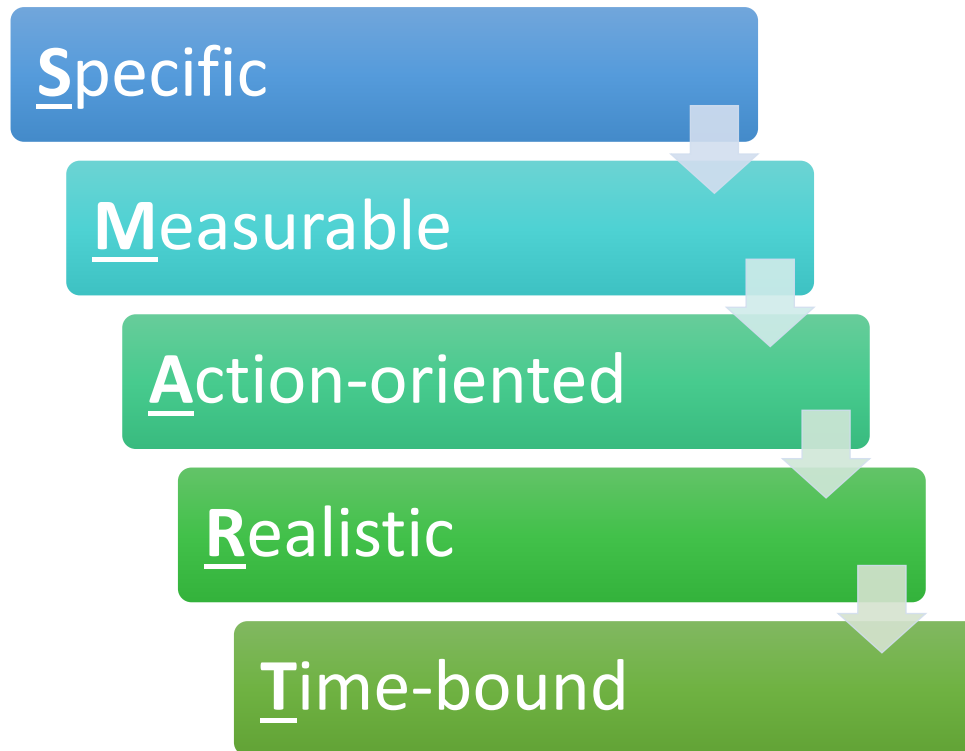 Specific
Measurable
Action-oriented
Realistic
Time-bound